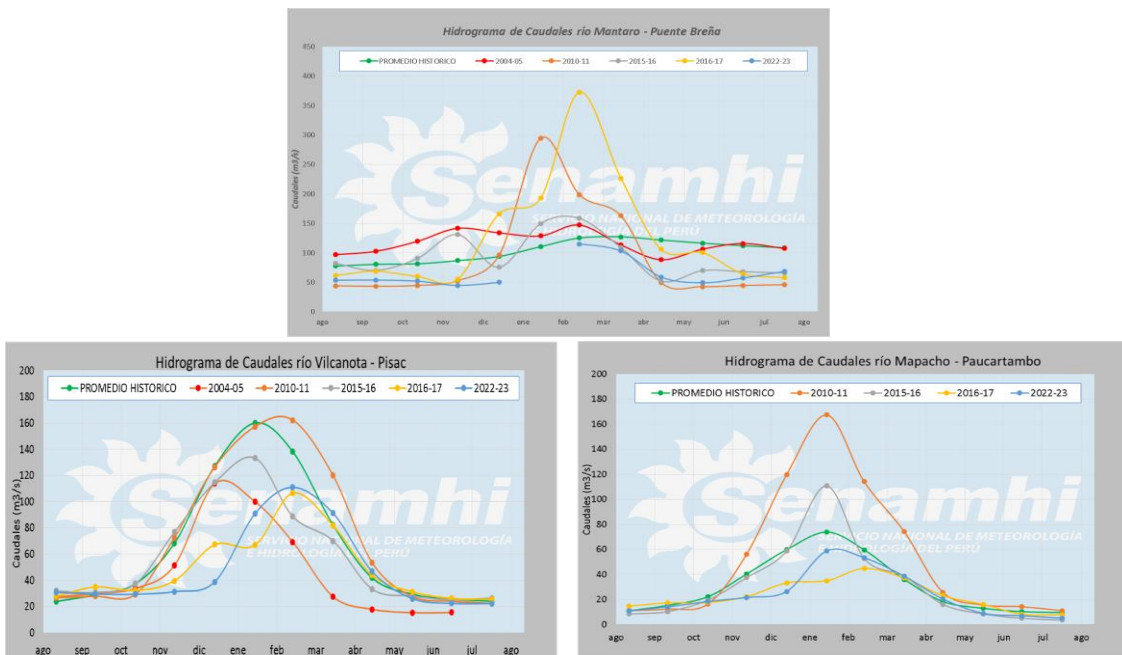 Hidrograma de Caudales río Mantaro - Puente Breña
450
PROMEDIO HISTORICO 2004-05 2010-11 2015-16 2016-17 2022-23
400
350
300
250
200
150
100
50
0
Caudales (m3/s)
Senamhi
SERVICIO NACIONAL DE METEOROLOGÍA
E HIDROLOGÍA DEL PERÚ
ago sep oct nov dic ene feb mar abr may jun jul ago
Hidrograma de Caudales río Vilcanota - Pisac
200
PROMEDIO HISTORICO 2004-05 2010-11 2015-16 2016-17 2022-23
180
160
140
120
100
80
60
40
20
0
Caudales (m3/s)
Senamhi
SERVICIO NACIONAL DE METEOROLOGÍA
E HIDROLOGÍA DEL PERÚ
ago sep oct nov dic ene feb mar abr may jun jul ago
Hidrograma de Caudales río Mapacho - Paucartambo
200
PROMEDIO HISTORICO 2010-11 2015-16 2016-17 2022-23
180
160
140
120
100
80
60
40
20
0
Caudales (m3/s)
Senamhi
SERVICIO NACIONAL DE METEOROLOGÍA
E HIDROLOGÍA DEL PERÚ
ago sep oct nov dic ene feb mar abr may jun jul ago